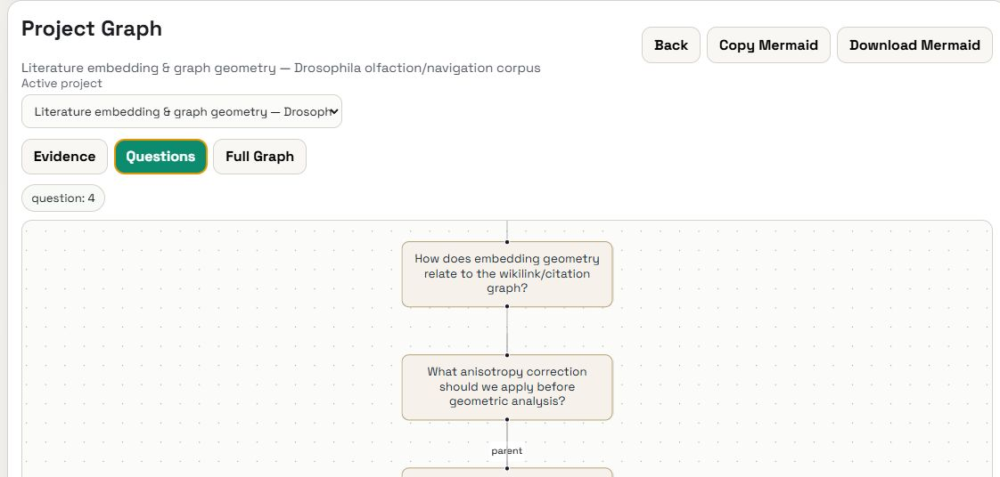 Project Graph
Back
Copy Mermaid
Download Mermaid
Literature embedding & graph geometry — Drosophila olfaction/navigation corpus
Active project
Literature embedding & graph geometry — Drosoph
Evidence
Questions
Full Graph
question: 4
How does embedding geometry
relate to the wikilink/citation
graph?
What anisotropy correction
should we apply before
geometric analysis?
parent